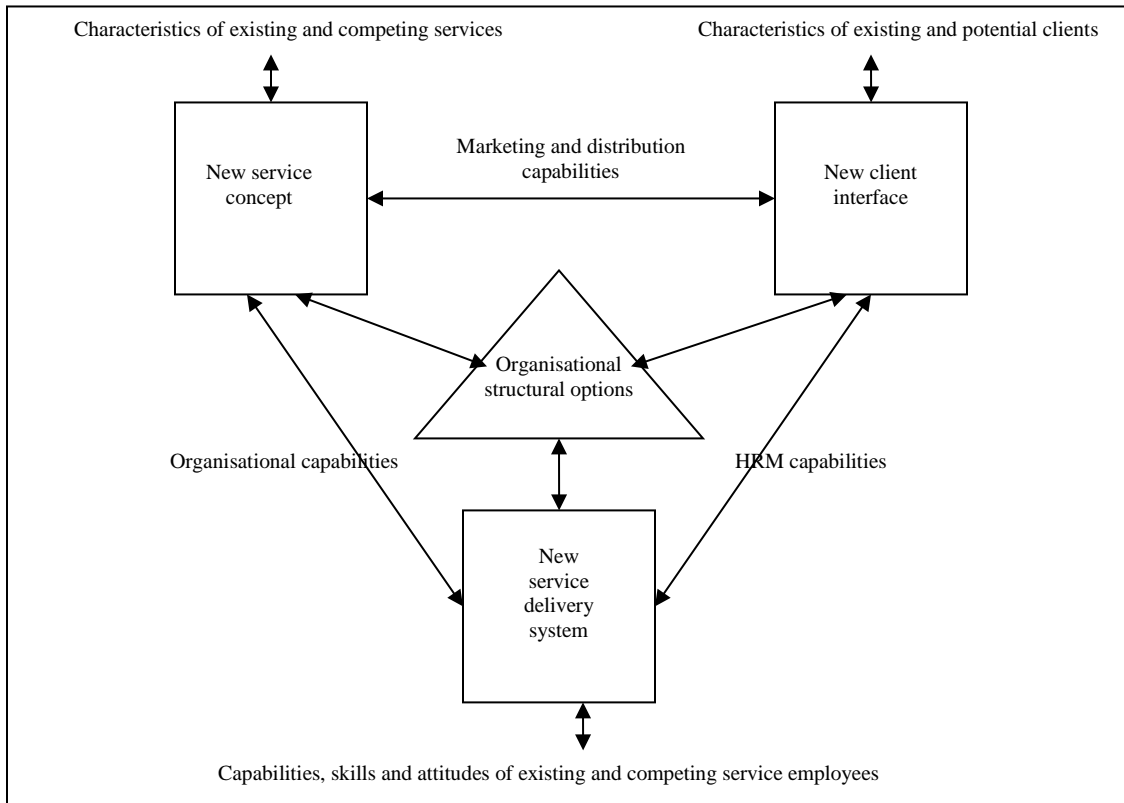 Characteristics of existing and competing services
Characteristics of existing and potential clients
Marketing and distribution
capabilities
New service
concept
New client
interface
Organisational
structural options
Organisational capabilities
HRM capabilities
New
service
delivery
system
Capabilities, skills and attitudes of existing and competing service employees